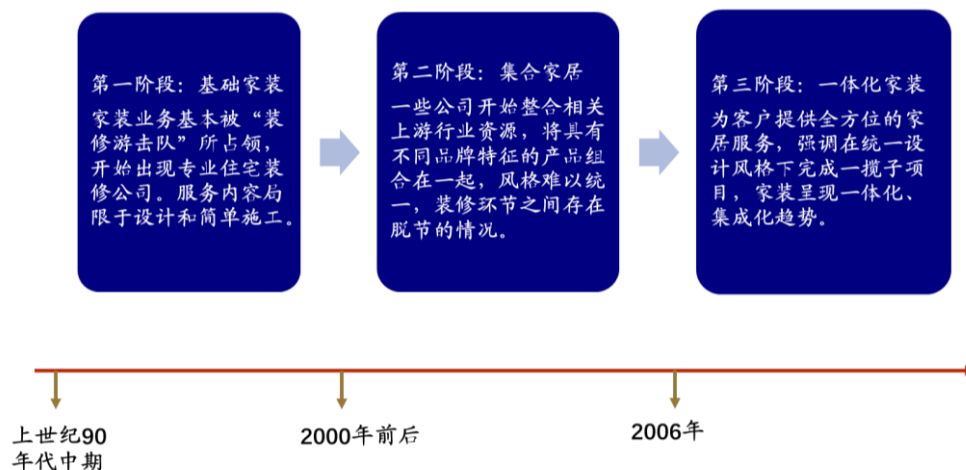 第一阶段：基础家装
家装业务基本被“装
修游击队”所占领，
开始出现专业住宅装
修公司。服务内容局
限于设计和简单施工。
第二阶段：集合家居
一些公司开始整合相关
上游行业资源，将具有
不同品牌特征的产品组
合在一起，风格难以统
一，装修环节之间存在
脱节的情况。
第三阶段：一体化家装
为客户提供全方位的家
居服务，强调在统一设
计风格下完成一揽子项
目，家装呈现一体化、
集成化趋势。
上世纪90
年代中期
2000年前后
2006年